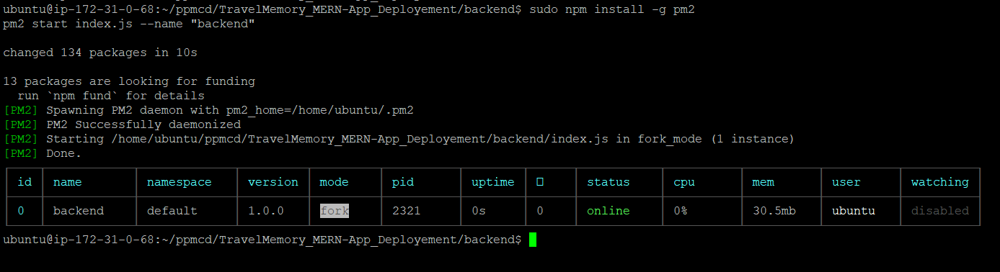 ubuntu@ip-172-31-0-68:~/ppmcd/TravelMemory_MERN-App_Deployement/backend$ sudo npm install -g pm2
pm2 start index.js --name "backend"
changed 134 packages in 10s
13 packages are looking for funding
run `npm fund` for details
[PM2] Spawning PM2 daemon with pm2_home=/home/ubuntu/.pm2
[PM2] PM2 Successfully daemonized
[PM2] Starting /home/ubuntu/ppmcd/TravelMemory_MERN-App_Deployement/backend/index.js in fork_mode (1 instance)
[PM2] Done.
id name namespace version mode pid uptime □ status cpu mem user watching
0 backend default 1.0.0 fork 2321 0s 0 online 0% 30.5mb ubuntu disabled
ubuntu@ip-172-31-0-68:~/ppmcd/TravelMemory_MERN-App_Deployement/backend$